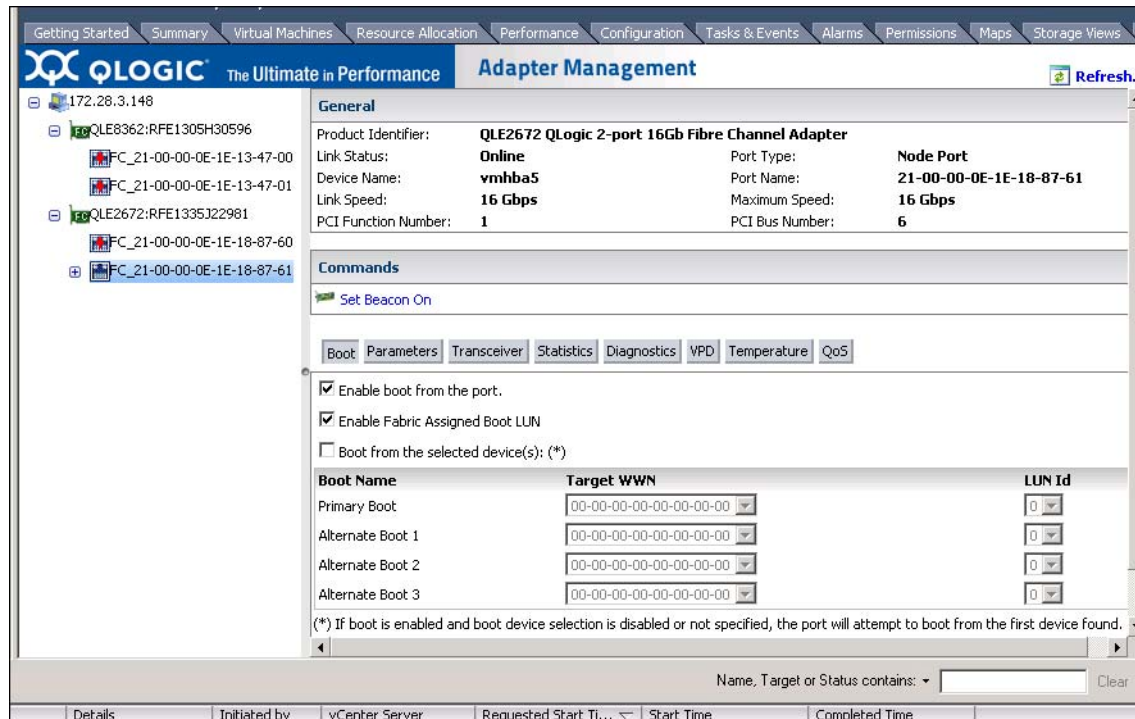 Getting Started Summary Virtual Machines Resource Allocation Performance Configuration Tasks & Events Alarms Permissions Maps Storage Views
QLOGIC The Ultimate in Performance Adapter Management Refresh.
172.28.3.148
QLE8362:RFE1305H30596
FC_21-00-00-0E-1E-13-47-00
FC_21-00-00-0E-1E-13-47-01
QLE2672:RFE1335J22981
FC_21-00-00-0E-1E-18-87-60
FC_21-00-00-0E-1E-18-87-61
General
Product Identifier: QLE2672 QLogic 2-port 16Gb Fibre Channel Adapter
Link Status: Online Port Type: Node Port
Device Name: vmhba5 Port Name: 21-00-00-0E-1E-18-87-61
Link Speed: 16 Gbps Maximum Speed: 16 Gbps
PCI Function Number: 1 PCI Bus Number: 6
Commands
Set Beacon On
Boot Parameters Transceiver Statistics Diagnostics VPD Temperature QoS
Enable boot from the port.
Enable Fabric Assigned Boot LUN
Boot from the selected device(s): (*)
Boot Name Target WWN LUN Id
Primary Boot 00-00-00-00-00-00-00-00 0
Alternate Boot 1 00-00-00-00-00-00-00-00 0
Alternate Boot 2 00-00-00-00-00-00-00-00 0
Alternate Boot 3 00-00-00-00-00-00-00-00 0
(*) If boot is enabled and boot device selection is disabled or not specified, the port will attempt to boot from the first device found.
Name, Target or Status contains: Clear
Details Initiated by vCenter Server Requested Start Ti... Start Time Completed Time